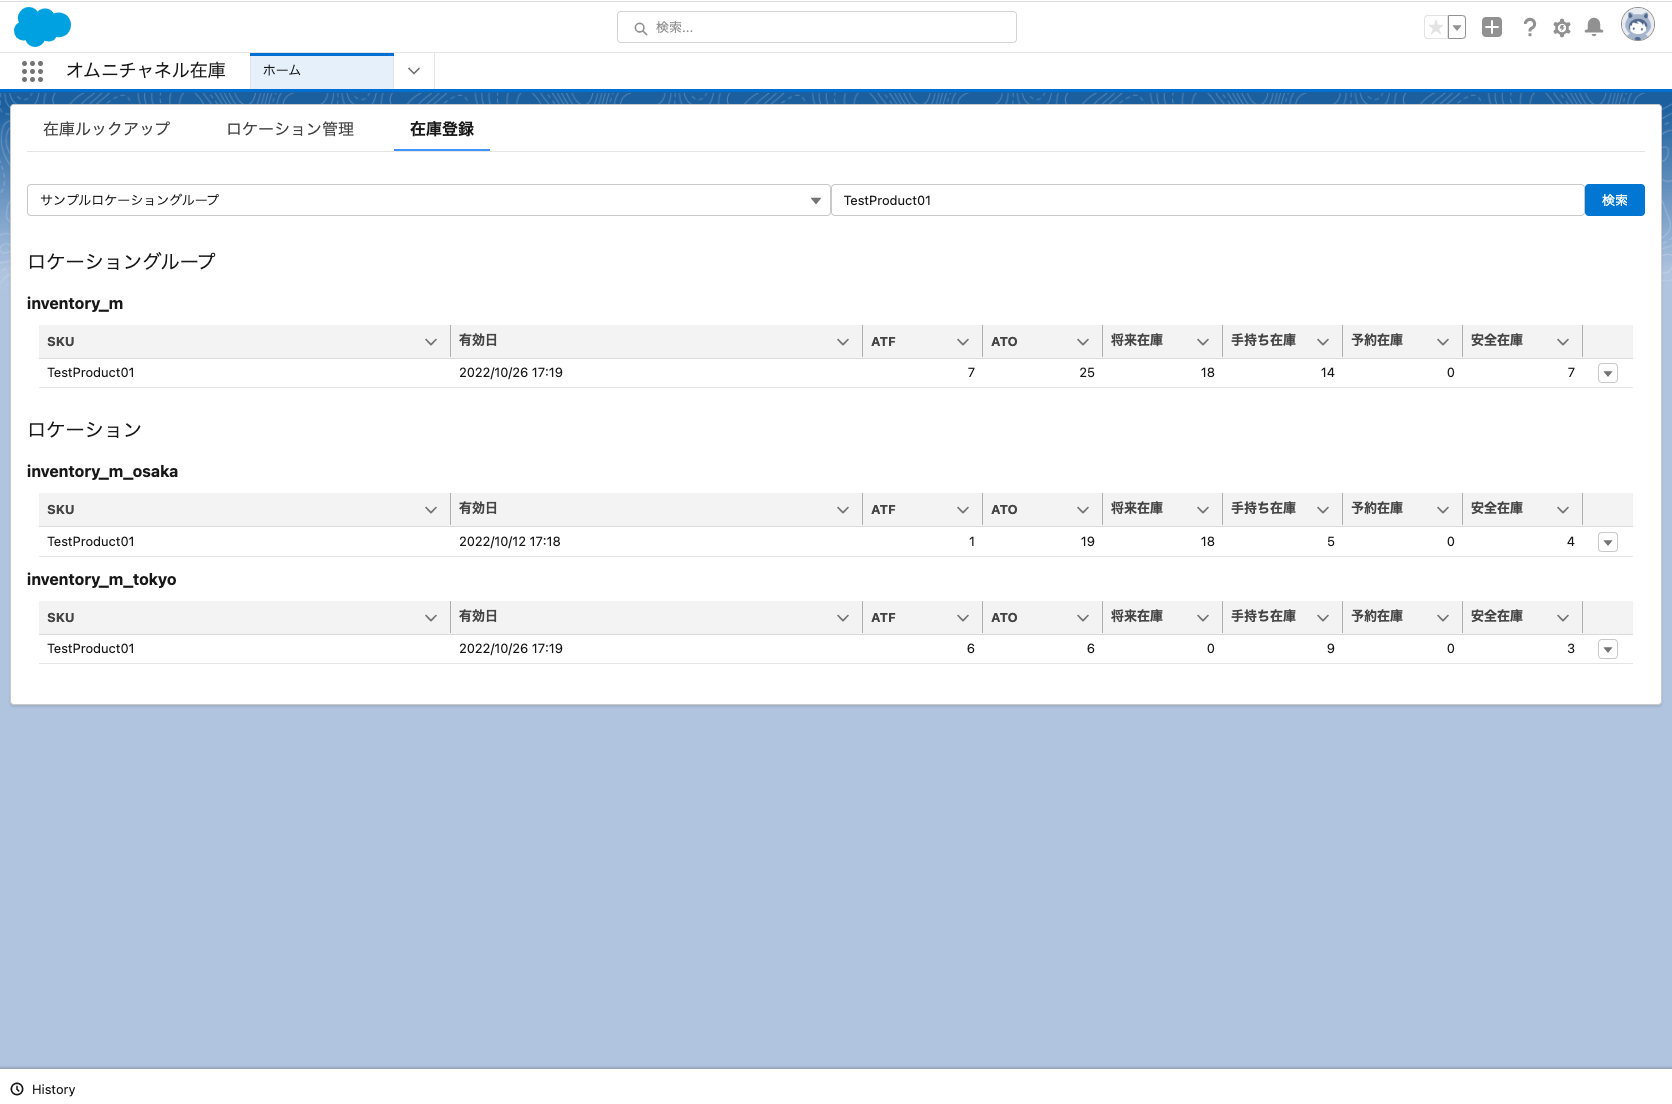 検索...
オムニチャネル在庫 ホーム
在庫ルックアップ ロケーション管理 在庫登録
サンプルロケーショングループ TestProduct01 検索
ロケーショングループ
inventory_m
SKU 有効日 ATF ATO 将来在庫 手持ち在庫 予約在庫 安全在庫
TestProduct01 2022/10/26 17:19 7 25 18 14 0 7
ロケーション
inventory_m_osaka
SKU 有効日 ATF ATO 将来在庫 手持ち在庫 予約在庫 安全在庫
TestProduct01 2022/10/12 17:18 1 19 18 5 0 4
inventory_m_tokyo
SKU 有効日 ATF ATO 将来在庫 手持ち在庫 予約在庫 安全在庫
TestProduct01 2022/10/26 17:19 6 6 0 9 0 3
History